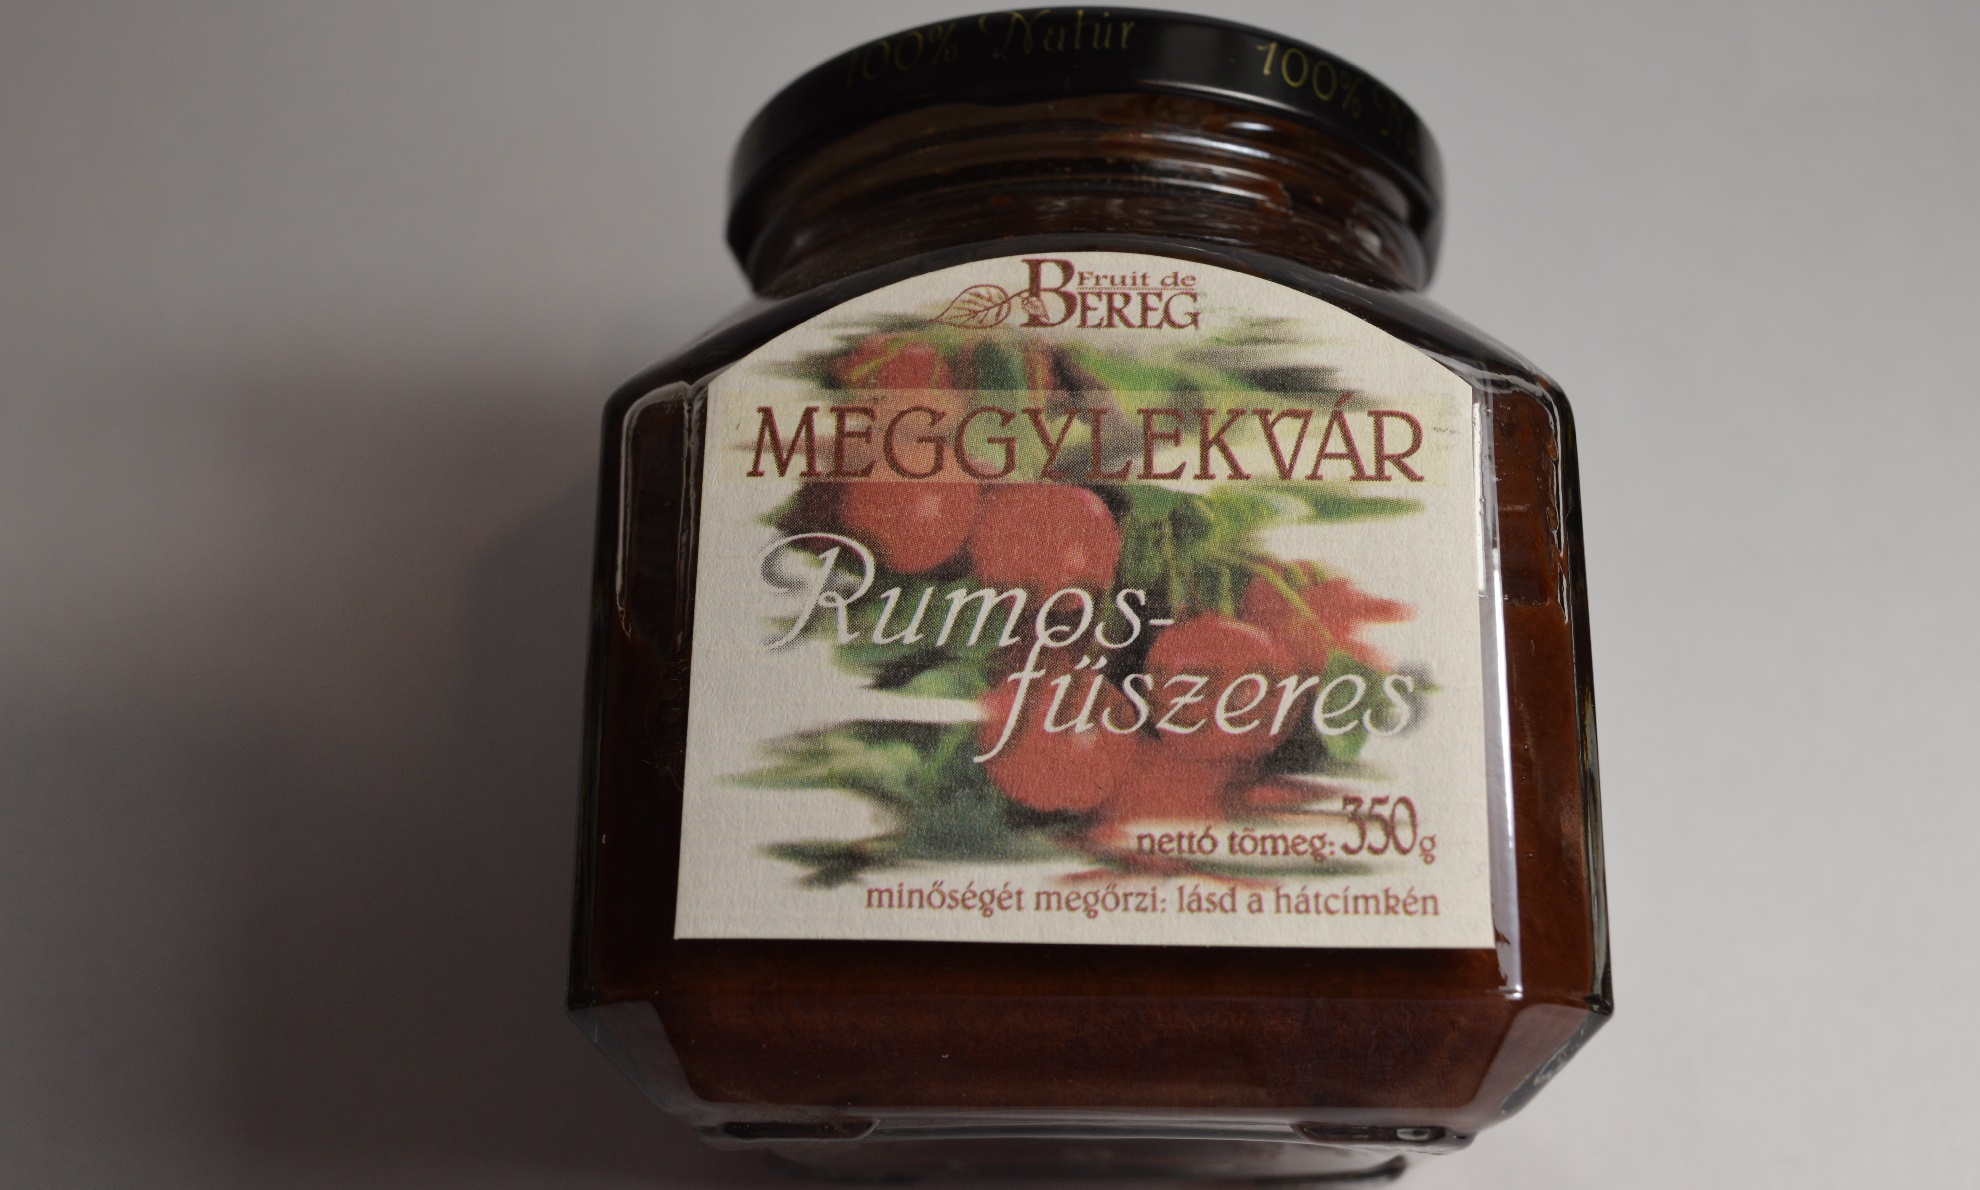 100% Natúr 100%
Fruit de
BEREG
MEGGYLEKVÁR
Rumos-
fűszeres
nettó tömeg: 350g
minőségét megőrzi: lásd a hátcímkén